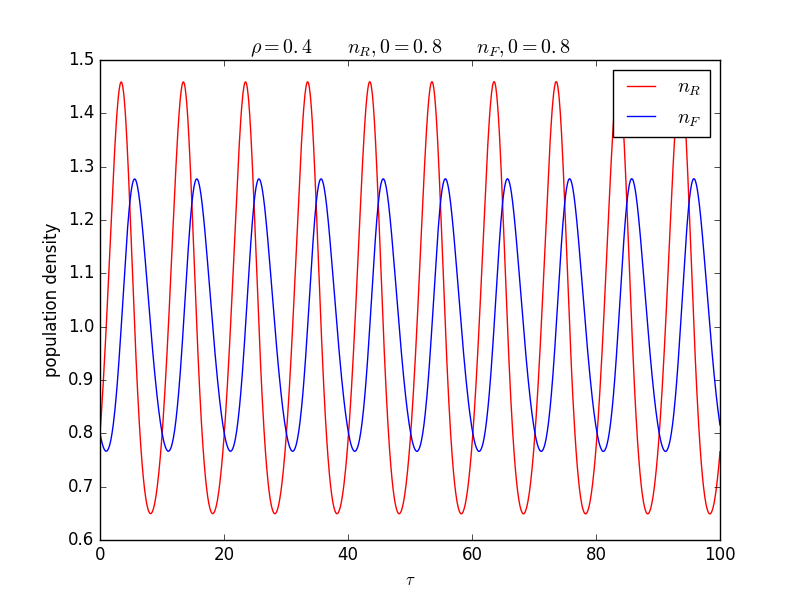 ρ = 0.4 n_R, 0 = 0.8 n_F, 0 = 0.8
1.5
1.4
1.3
1.2
1.1
1.0
0.9
0.8
0.7
0.6
population density
n_R
n_F
0 20 40 60 80 100
τ